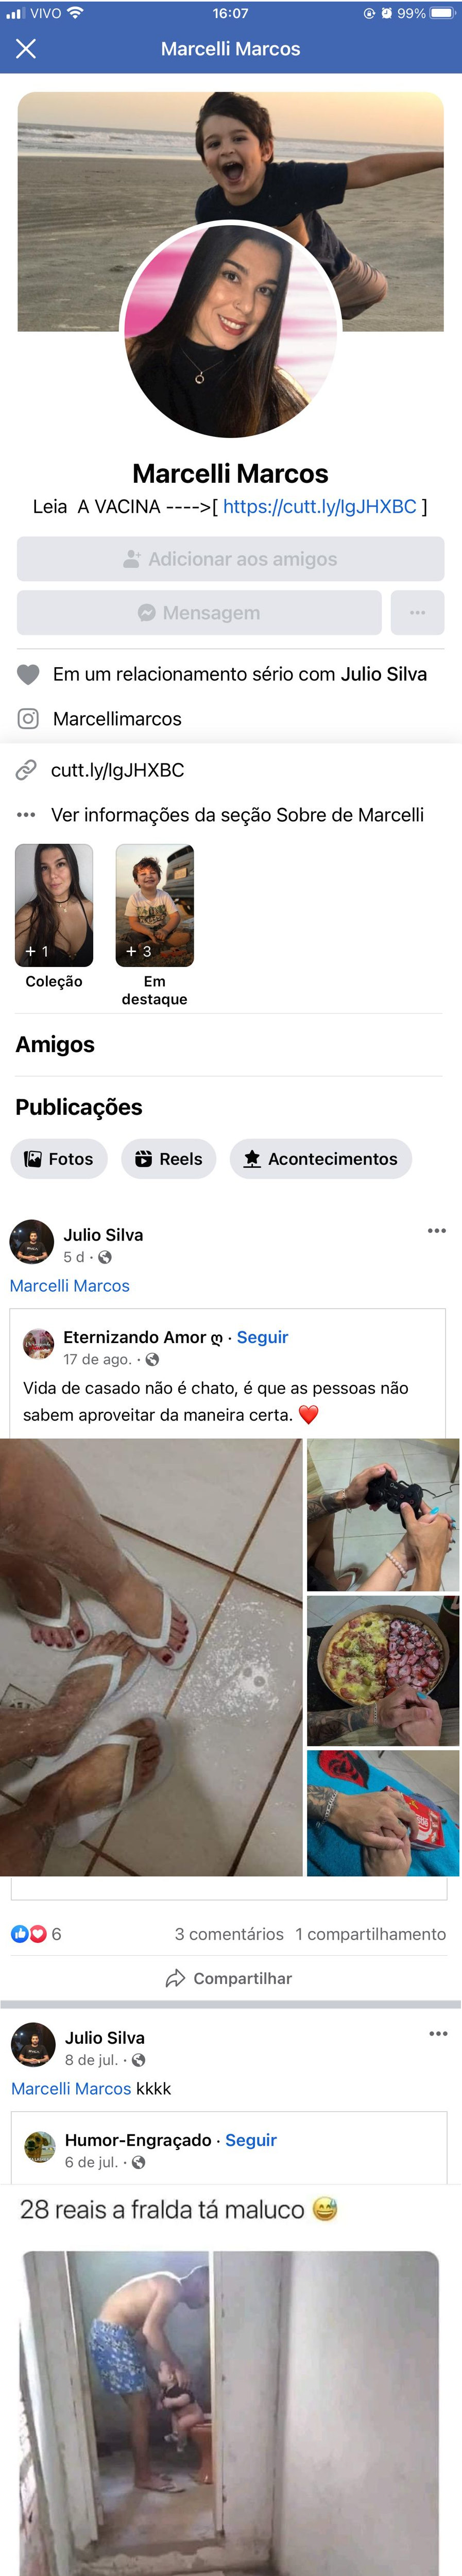 VIVO 16:07 99%
Marcelli Marcos
Marcelli Marcos
Leia A VACINA ---->[ https://cutt.ly/lgJHXBC ]
Adicionar aos amigos
Mensagem
Em um relacionamento sério com Julio Silva
Marcellimarcos
cutt.ly/lgJHXBC
Ver informações da seção Sobre de Marcelli
+ 1
+ 3
Coleção
Em
destaque
Amigos
Publicações
Fotos
Reels
Acontecimentos
Julio Silva
5 d ·
Marcelli Marcos
Eternizando Amor ღ · Seguir
17 de ago. ·
Vida de casado não é chato, é que as pessoas não
sabem aproveitar da maneira certa. ❤️
6
3 comentários 1 compartilhamento
Compartilhar
Julio Silva
8 de jul. ·
Marcelli Marcos kkkk
Humor-Engraçado · Seguir
6 de jul. ·
28 reais a fralda tá maluco 😅